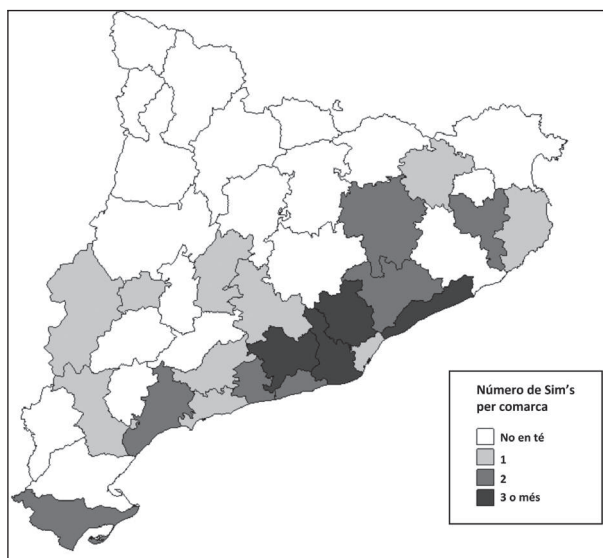 Número de Sim's
per comarca
No en té
1
2
3 o més